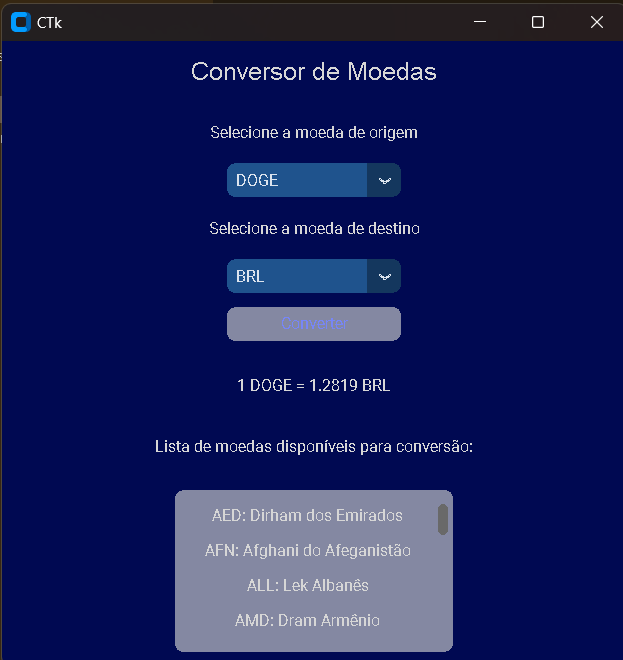 CTk
Conversor de Moedas
Selecione a moeda de origem
DOGE
Selecione a moeda de destino
BRL
Converter
1 DOGE = 1.2819 BRL
Lista de moedas disponíveis para conversão:
AED: Dirham dos Emirados
AFN: Afghani do Afeganistão
ALL: Lek Albanês
AMD: Dram Armênio